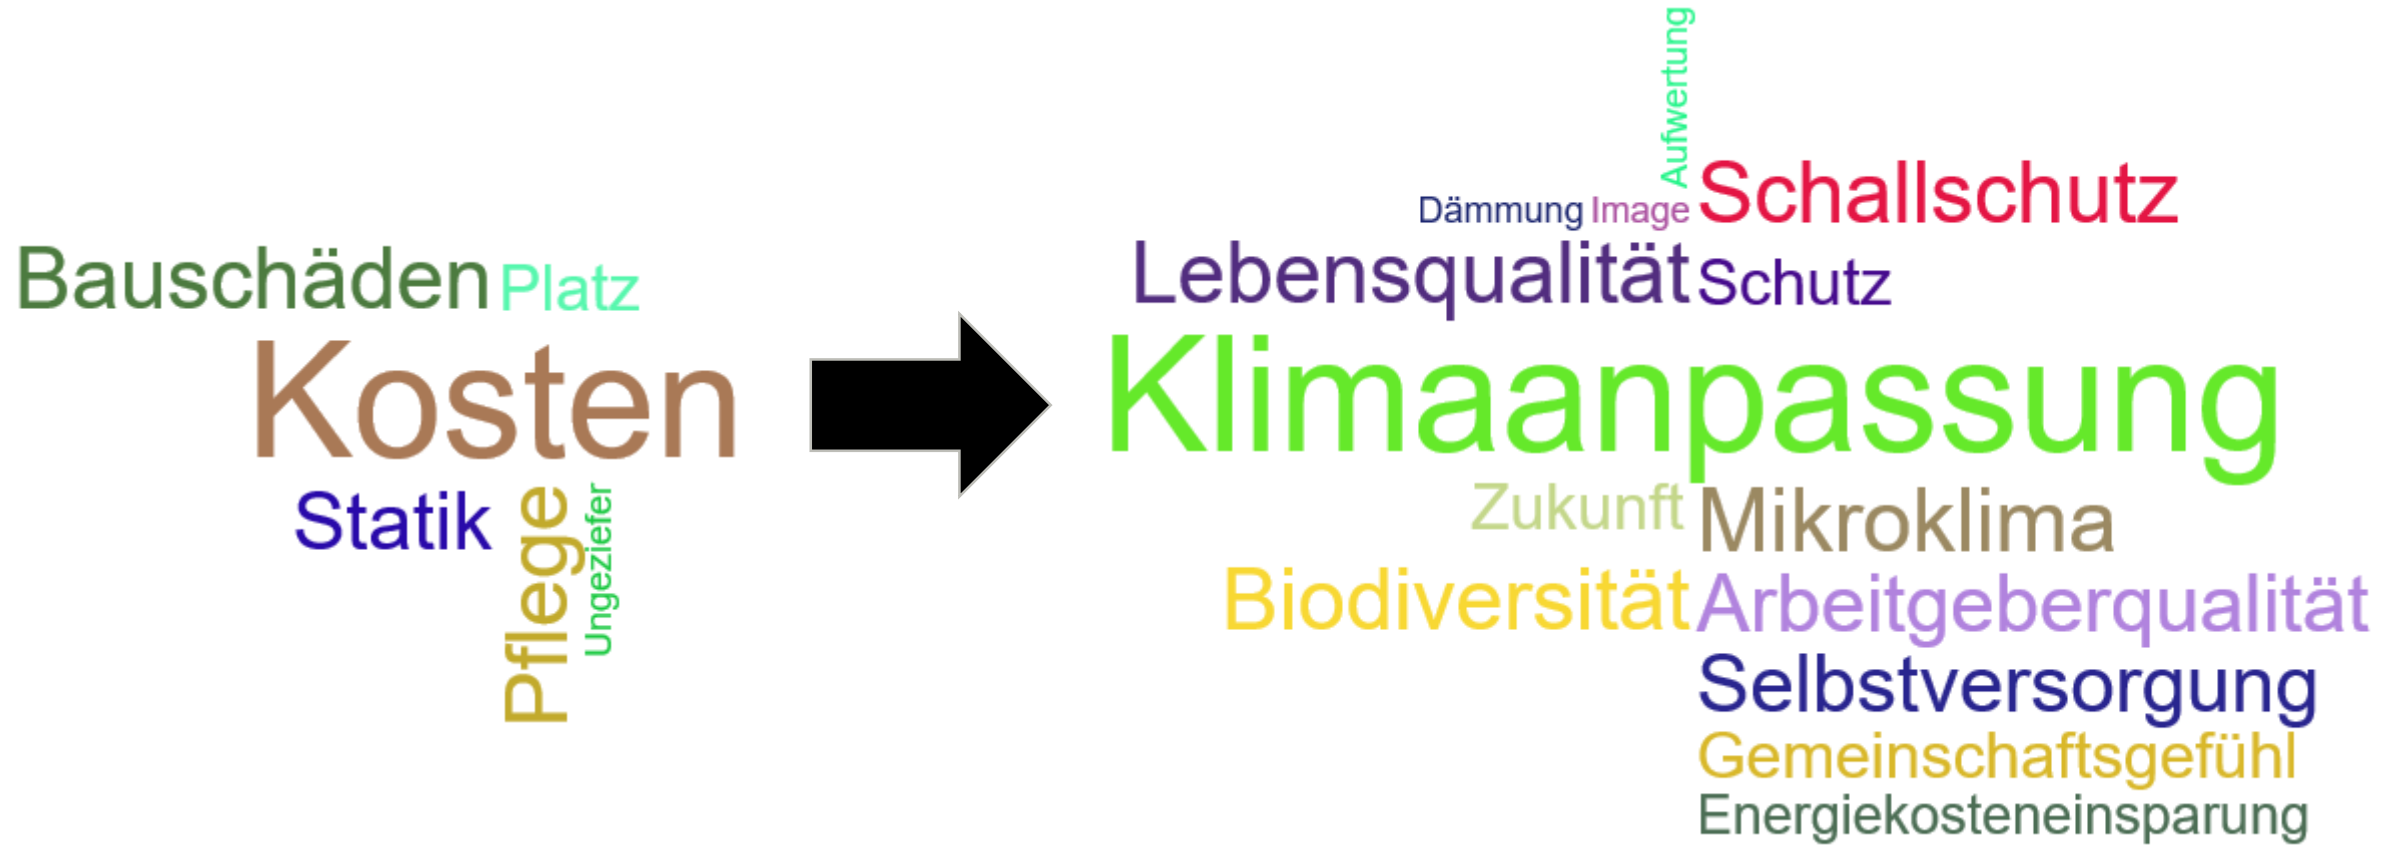 Bauschäden Platz
Kosten
Statik
Pflege
Ungeziefer
Aufwertung
Schallschutz
Dämmung Image
Lebensqualität Schutz
Klimaanpassung
Zukunft Mikroklima
Biodiversität Arbeitgeberqualität
Selbstversorgung
Gemeinschaftsgefühl
Energiekosteneinsparung